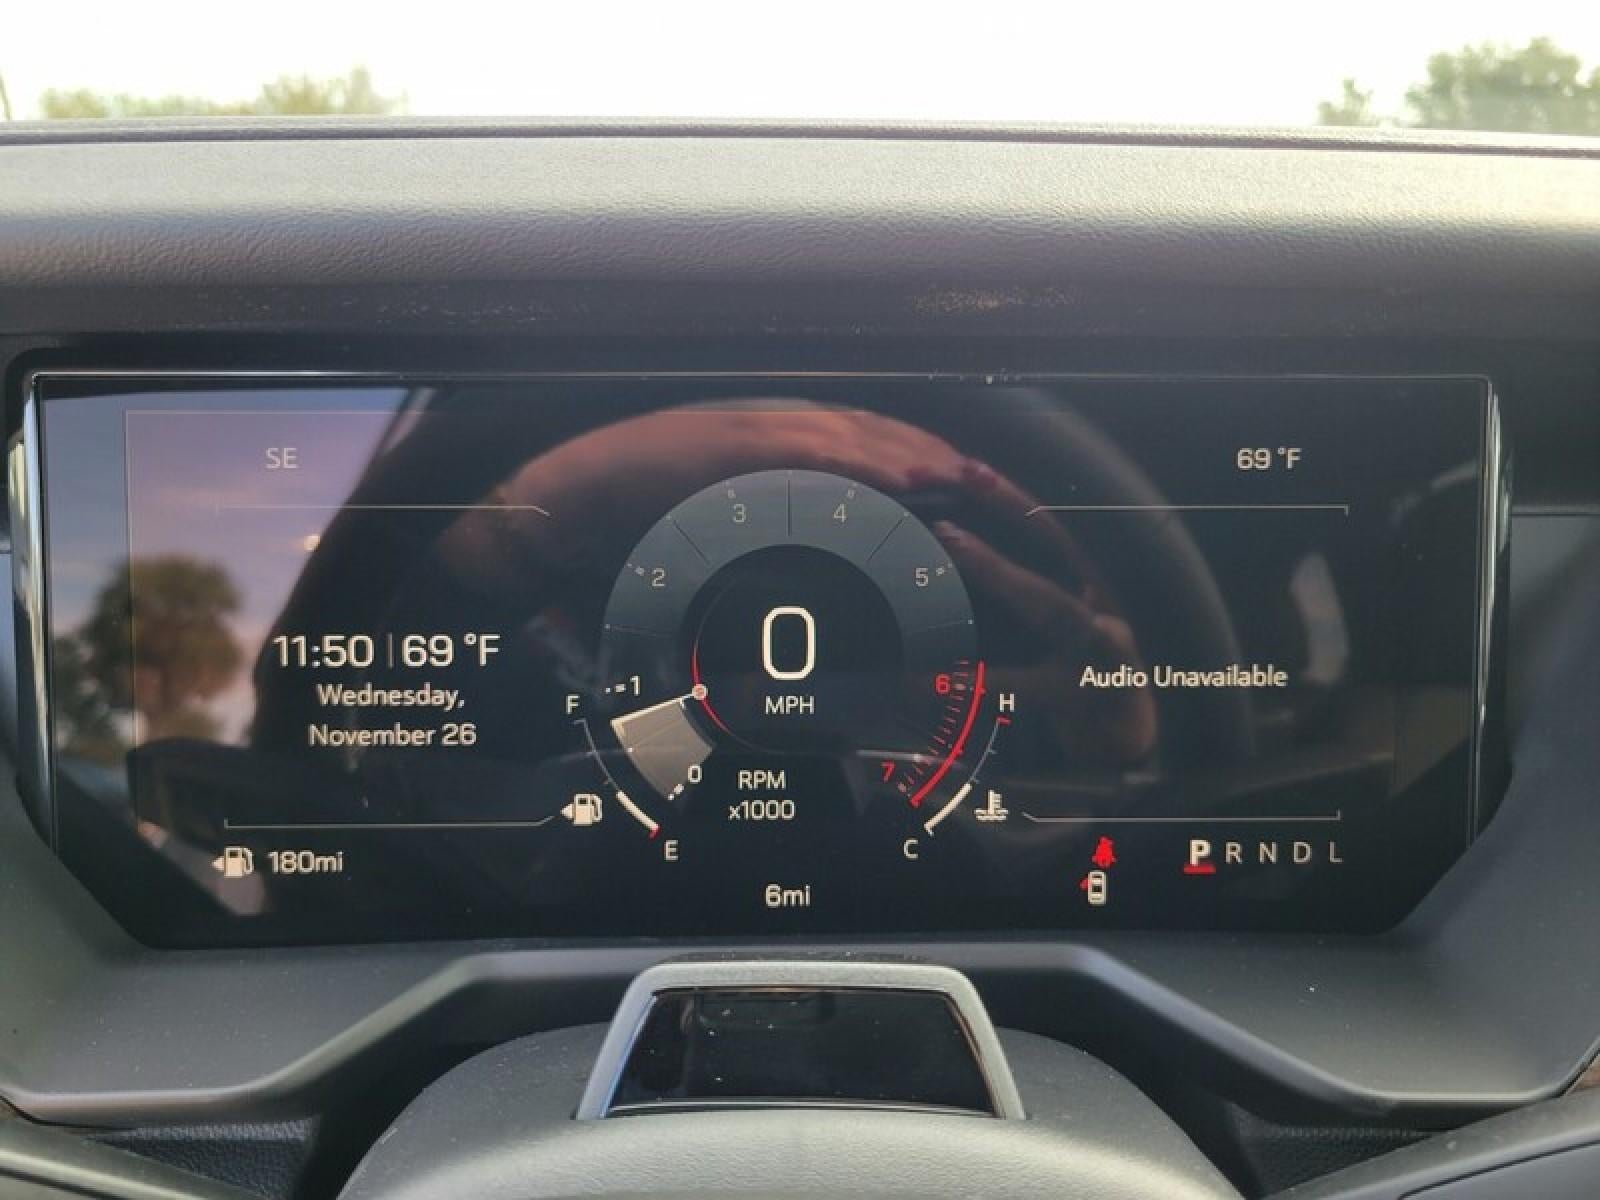 SE
69°F
3
4
2
5
11:50 | 69°F
Wednesday,
November 26
0
MPH
Audio Unavailable
F
1
6
H
0
7
RPM
x1000
E
C
180mi
6mi
P R N D L